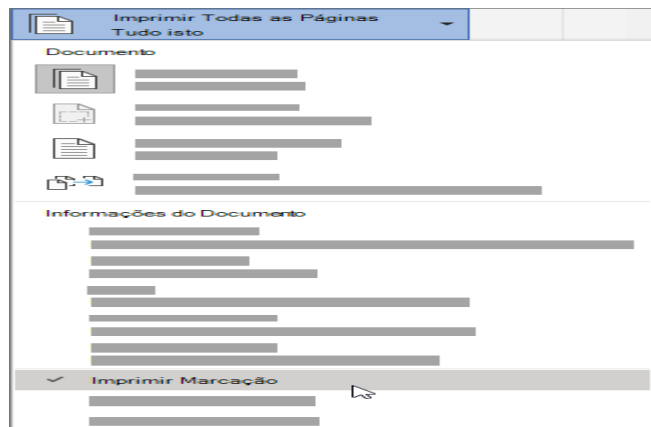 Imprimir Todas as Páginas
Tudo isto
Documento
Informações do Documento
Imprimir Marcação